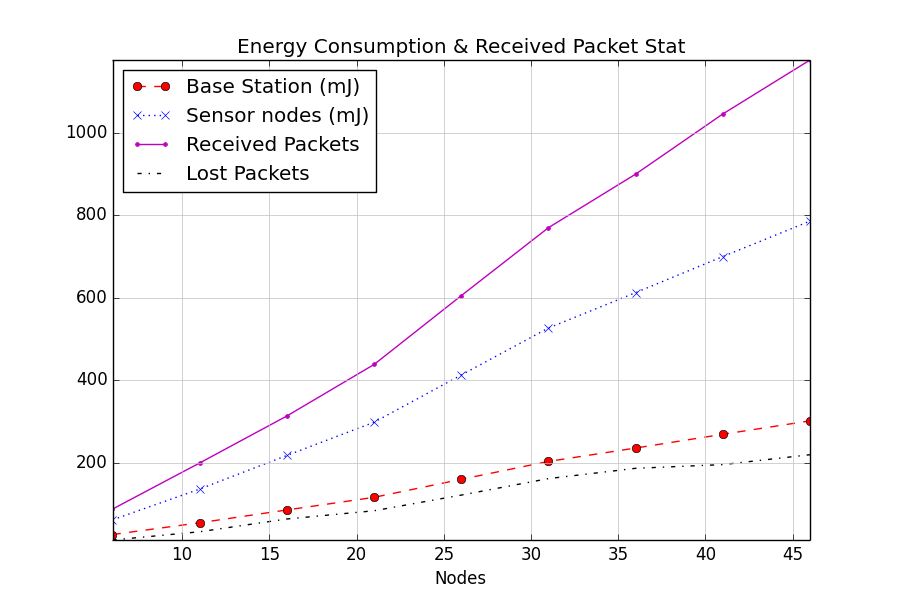 Energy Consumption & Received Packet Stat
Base Station (mJ)
Sensor nodes (mJ)
Received Packets
Lost Packets
1000
800
600
400
200
10 15 20 25 30 35 40 45
Nodes